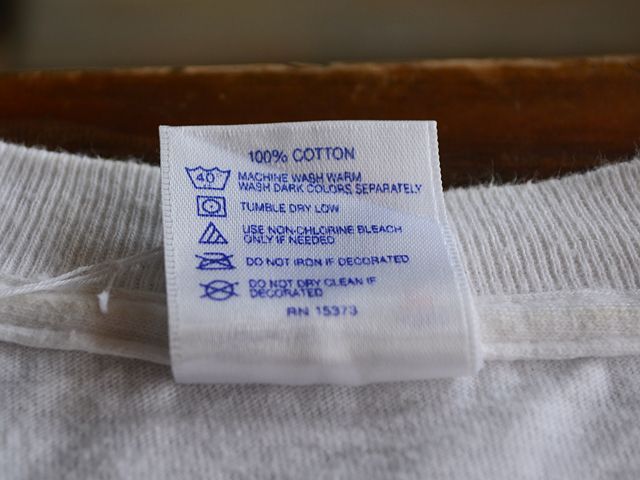 100% COTTON
40
MACHINE WASH WARM
WASH DARK COLORS SEPARATELY
TUMBLE DRY LOW
USE NON-CHLORINE BLEACH
ONLY IF NEEDED
DO NOT IRON IF DECORATED
DO NOT DRY CLEAN IF
DECORATED
RN 15373